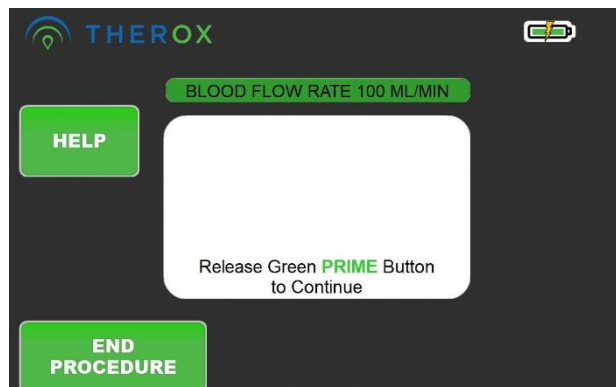 THEROX
BLOOD FLOW RATE 100 ML/MIN
HELP
Release Green PRIME Button
to Continue
END
PROCEDURE